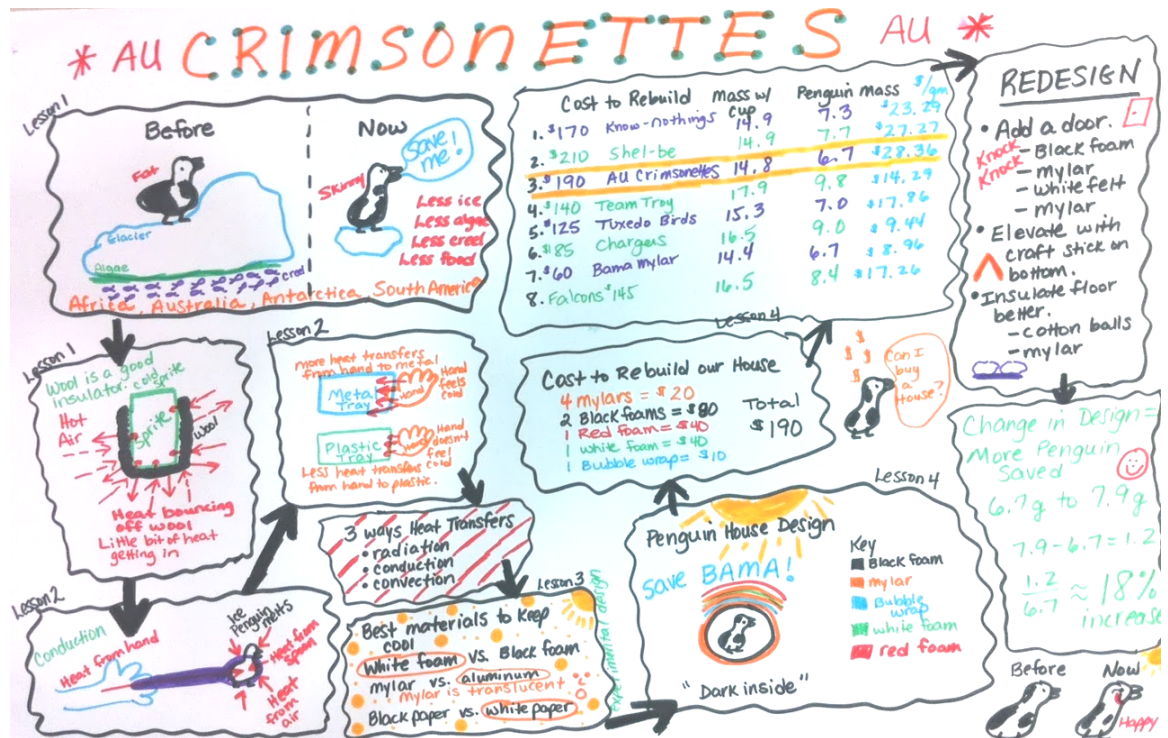 * AU CRIMSONETTES AU *
Lesson 1
Before
Fat
Glacier
Algae
creel
Now
Save
me!
Skinny
Less ice
Less algae
Less creel
Less food
Africa, Australia, Antarctica, South America
Lesson 1
Wool is a good
insulator.
cold sprite
Hot
Air
Sprite
Wool
Heat bouncing
off wool
Little bit of heat
getting in
Lesson 2
Conduction
Heat from hand
Ice
Penguin melts
Heat from
spoon
Heat
from
air
Lesson 2
more heat transfers
from hand to metal
Metal
Tray
hand
Hand
feels
cold
Plastic
Tray
Hand
doesn't
feel
cold
Less heat transfers
from hand to plastic.
3 ways Heat Transfers
• radiation
• conduction
• convection
Lesson 3
Best materials to keep
cool
White foam vs. Black foam
mylar vs. aluminum
Mylar is translucent
Black paper vs. white paper
experimental design
Lesson 4
Penguin House Design
Save BAMA!
"Dark inside"
Key
Black foam
mylar
Bubble
wrap
white foam
red foam
Lesson 4
Cost to Rebuild our House
4 mylars = $20
2 Black foams = $80
1 Red foam = $40
1 white foam = $40
1 Bubble wrap = $10
Total
$190
$ $ $ $ $
Can I
buy
a
House?
Cost to Rebuild Mass w/ cup Penguin Mass $/gm
1. $170 Know-nothings 14.9 7.3 $23.29
2. $210 Shel-be 14.9 7.7 $27.27
3. $190 AU Crimsonettes 14.8 6.7 $28.36
4. $140 Team Troy 17.9 9.8 $14.29
5. $125 Tuxedo Birds 15.3 7.0 $17.86
6. $85 Chargers 16.5 9.0 $9.44
7. $60 Bama Mylar 14.4 6.7 $8.96
8. Falcons $145 16.5 8.4 $17.26
REDESIGN
• Add a door.
Knock
Knock
- Black foam
- mylar
- white felt
- mylar
• Elevate with
craft stick on
bottom.
• Insulate floor
better.
- cotton balls
- mylar
Change in Design =
More Penguin
Saved
6.7g to 7.9g
7.9 - 6.7 = 1.2
1.2
6.7 ≈ 18%
increase
Before
Now
Happy